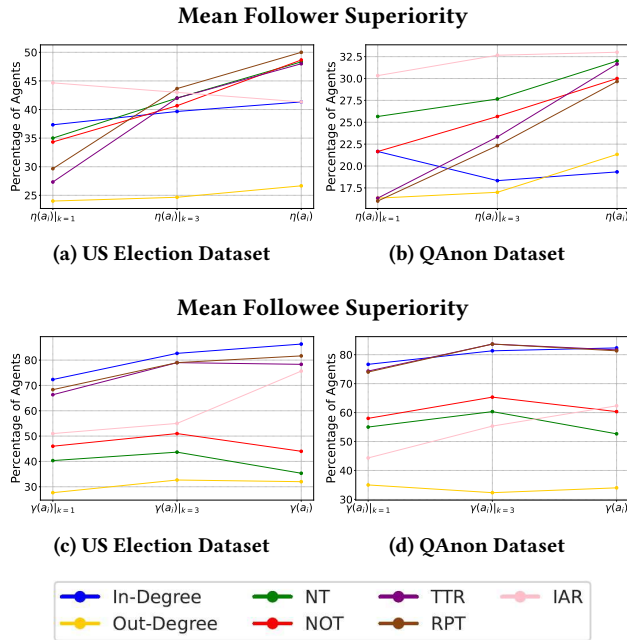 Mean Follower Superiority
Percentage of Agents
50
45
40
35
30
25
η(aᵢ)|ₖ₌₁ η(aᵢ)|ₖ₌₃ η(aᵢ)
(a) US Election Dataset
Percentage of Agents
32.5
30.0
27.5
25.0
22.5
20.0
17.5
η(aᵢ)|ₖ₌₁ η(aᵢ)|ₖ₌₃ η(aᵢ)
(b) QAnon Dataset
Mean Followee Superiority
Percentage of Agents
80
70
60
50
40
30
γ(aᵢ)|ₖ₌₁ γ(aᵢ)|ₖ₌₃ γ(aᵢ)
(c) US Election Dataset
Percentage of Agents
80
70
60
50
40
30
γ(aᵢ)|ₖ₌₁ γ(aᵢ)|ₖ₌₃ γ(aᵢ)
(d) QAnon Dataset
In-Degree NT TTR IAR
Out-Degree NOT RPT